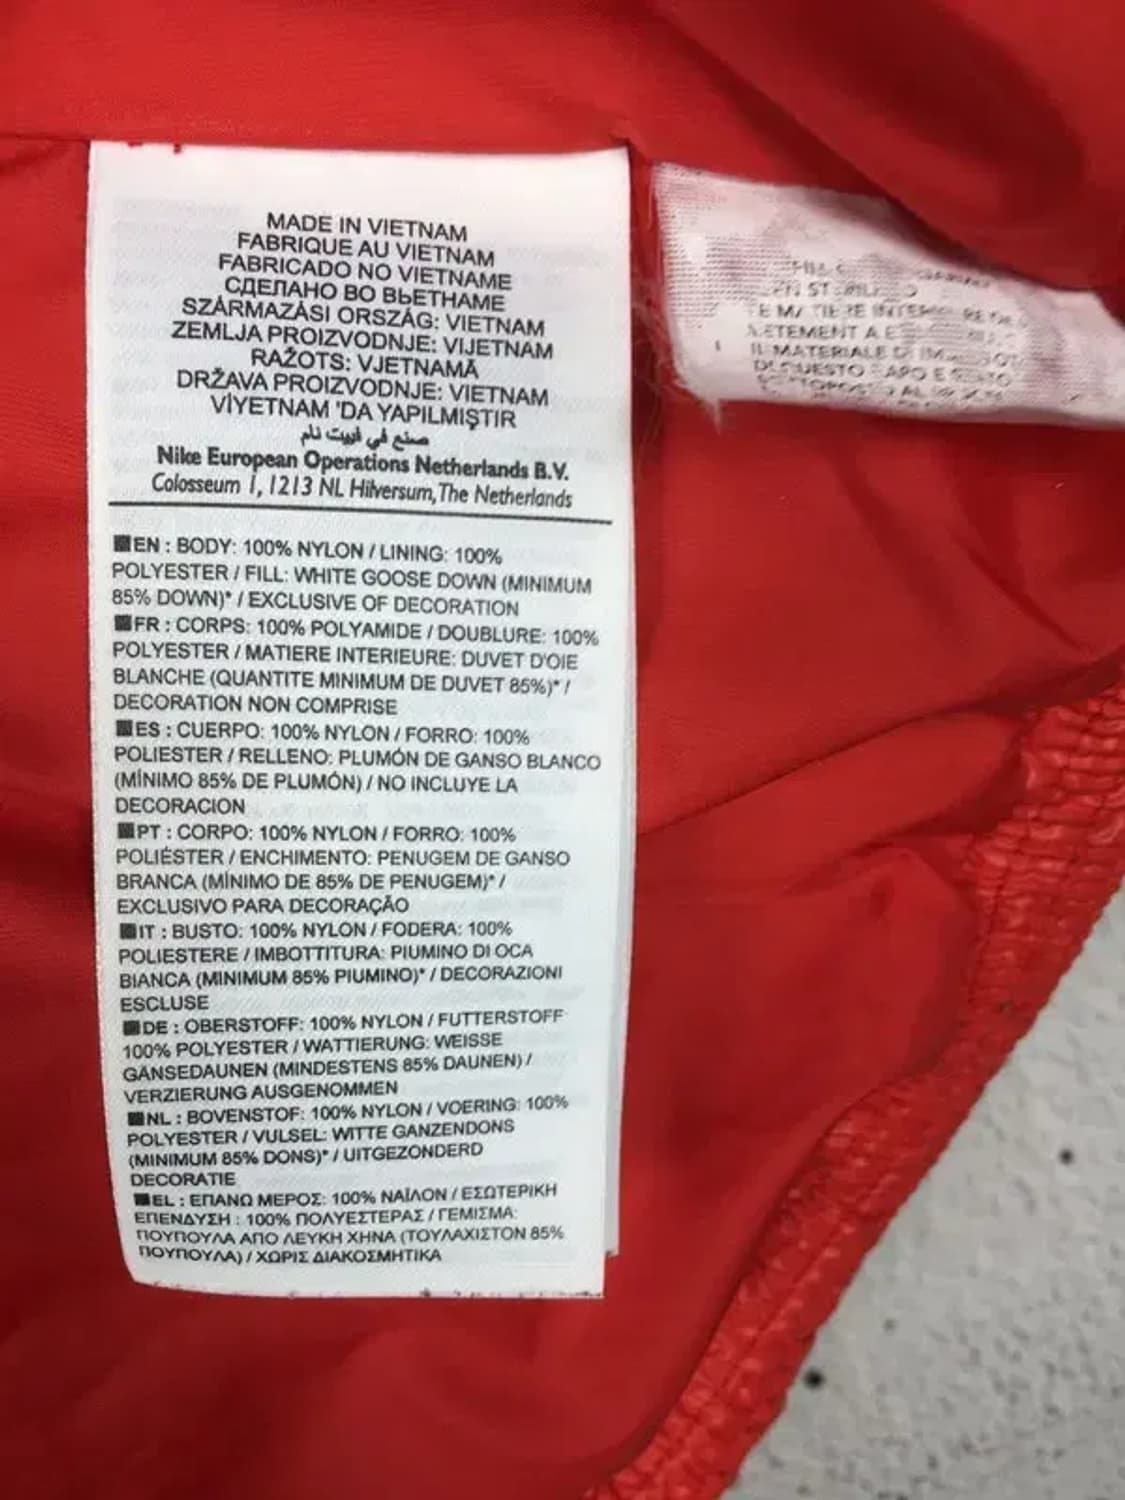 MADE IN VIETNAM
FABRIQUE AU VIETNAM
FABRICADO NO VIETNAME
СДЕЛАНО ВО ВЬЕТНАМЕ
SZÁRMAZÁSI ORSZÁG: VIETNAM
ZEMLJA PROIZVODNJE: VIJETNAM
RAŽOTS: VJETNAMĀ
DRŽAVA PROIZVODNJE: VIETNAM
VİYETNAM 'DA YAPILMIŞTIR
صنع في فييت نام
Nike European Operations Netherlands B.V.
Colosseum 1, 1213 NL Hilversum, The Netherlands
EN : BODY: 100% NYLON / LINING: 100%
POLYESTER / FILL: WHITE GOOSE DOWN (MINIMUM
85% DOWN)* / EXCLUSIVE OF DECORATION
FR : CORPS: 100% POLYAMIDE / DOUBLURE: 100%
POLYESTER / MATIERE INTERIEURE: DUVET D'OIE
BLANCHE (QUANTITE MINIMUM DE DUVET 85%)* /
DECORATION NON COMPRISE
ES : CUERPO: 100% NYLON / FORRO: 100%
POLIESTER / RELLENO: PLUMÓN DE GANSO BLANCO
(MÍNIMO 85% DE PLUMÓN) / NO INCLUYE LA
DECORACION
PT : CORPO: 100% NYLON / FORRO: 100%
POLIÉSTER / ENCHIMENTO: PENUGEM DE GANSO
BRANCA (MÍNIMO DE 85% DE PENUGEM)* /
EXCLUSIVO PARA DECORAÇÃO
IT : BUSTO: 100% NYLON / FODERA: 100%
POLIESTERE / IMBOTTITURA: PIUMINO DI OCA
BIANCA (MINIMUM 85% PIUMINO)* / DECORAZIONI
ESCLUSE
DE : OBERSTOFF: 100% NYLON / FUTTERSTOFF
100% POLYESTER / WATTIERUNG: WEISSE
GÄNSEDAUNEN (MINDESTENS 85% DAUNEN) /
VERZIERUNG AUSGENOMMEN
NL : BOVENSTOF: 100% NYLON / VOERING: 100%
POLYESTER / VULSEL: WITTE GANZENDONS
(MINIMUM 85% DONS)* / UITGEZONDERD
DECORATIE
EL : ΕΠΑΝΩ ΜΕΡΟΣ: 100% ΝΑΪΛΟΝ / ΕΣΩΤΕΡΙΚΗ
ΕΠΕΝΔΥΣΗ : 100% ΠΟΛΥΕΣΤΕΡΑΣ / ΓΕΜΙΣΜΑ:
ΠΟΥΠΟΥΛΑ ΑΠΟ ΛΕΥΚΗ ΧΗΝΑ (ΤΟΥΛΑΧΙΣΤΟΝ 85%
ΠΟΥΠΟΥΛΑ) / ΧΩΡΙΣ ΔΙΑΚΟΣΜΗΤΙΚΑ
IL MATERIALE DI
DI QUESTO CAPO E